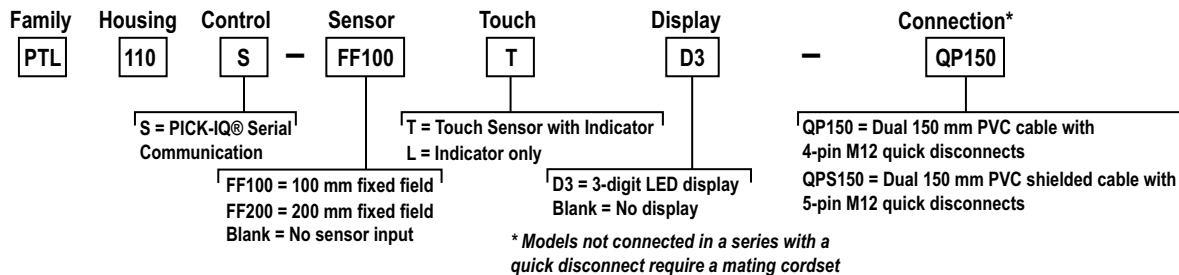 Family Housing Control Sensor Touch Display Connection*
PTL 110 S – FF100 T D3 – QP150
S = PICK-IQ® Serial
Communication
FF100 = 100 mm fixed field
FF200 = 200 mm fixed field
Blank = No sensor input
T = Touch Sensor with Indicator
L = Indicator only
D3 = 3-digit LED display
Blank = No display
QP150 = Dual 150 mm PVC cable with
4-pin M12 quick disconnects
QPS150 = Dual 150 mm PVC shielded cable with
5-pin M12 quick disconnects
* Models not connected in a series with a
quick disconnect require a mating cordset